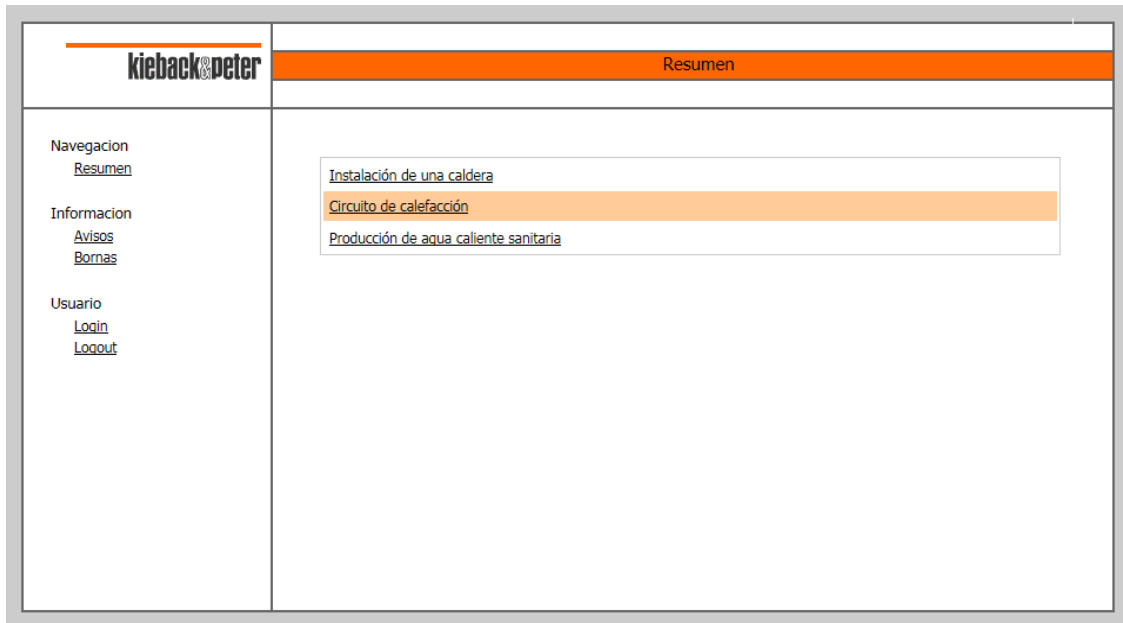 kieback&peter
Resumen
Navegacion
Resumen
Informacion
Avisos
Bornas
Usuario
Login
Logout
Instalación de una caldera
Circuito de calefacción
Producción de agua caliente sanitaria